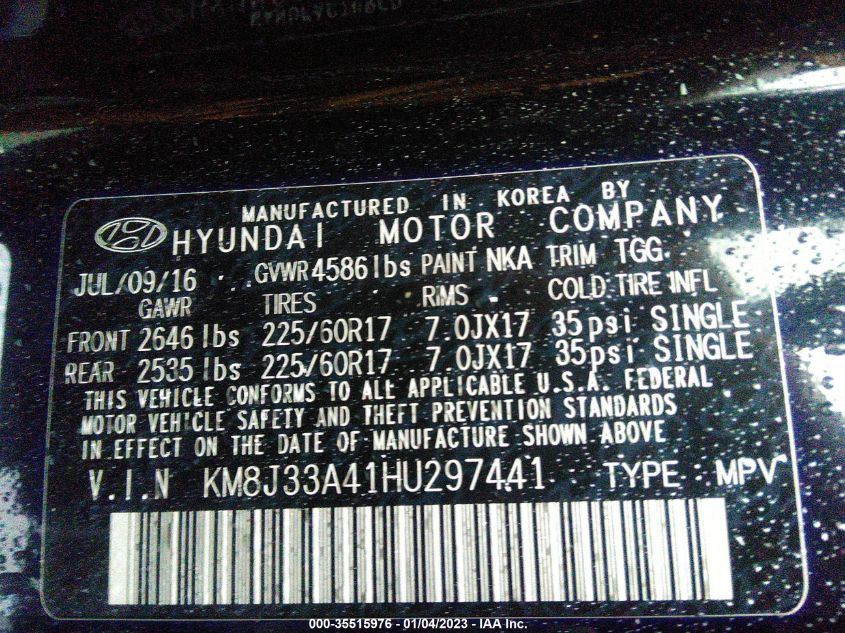 MANUFACTURED IN KOREA BY
HYUNDAI MOTOR COMPANY
JUL/09/16 GVWR 4586 lbs PAINT NKA TRIM TGG
GAWR TIRES RIMS COLD TIRE INFL
FRONT 2646 lbs 225/60R17 7.0JX17 35psi SINGLE
REAR 2535 lbs 225/60R17 7.0JX17 35psi SINGLE
THIS VEHICLE CONFORMS TO ALL APPLICABLE U.S.A. FEDERAL
MOTOR VEHICLE SAFETY AND THEFT PREVENTION STANDARDS
IN EFFECT ON THE DATE OF MANUFACTURE SHOWN ABOVE
V.I.N KM8J33A41HU297441 TYPE MPV
000-35515976 - 01/04/2023 - IAA Inc.